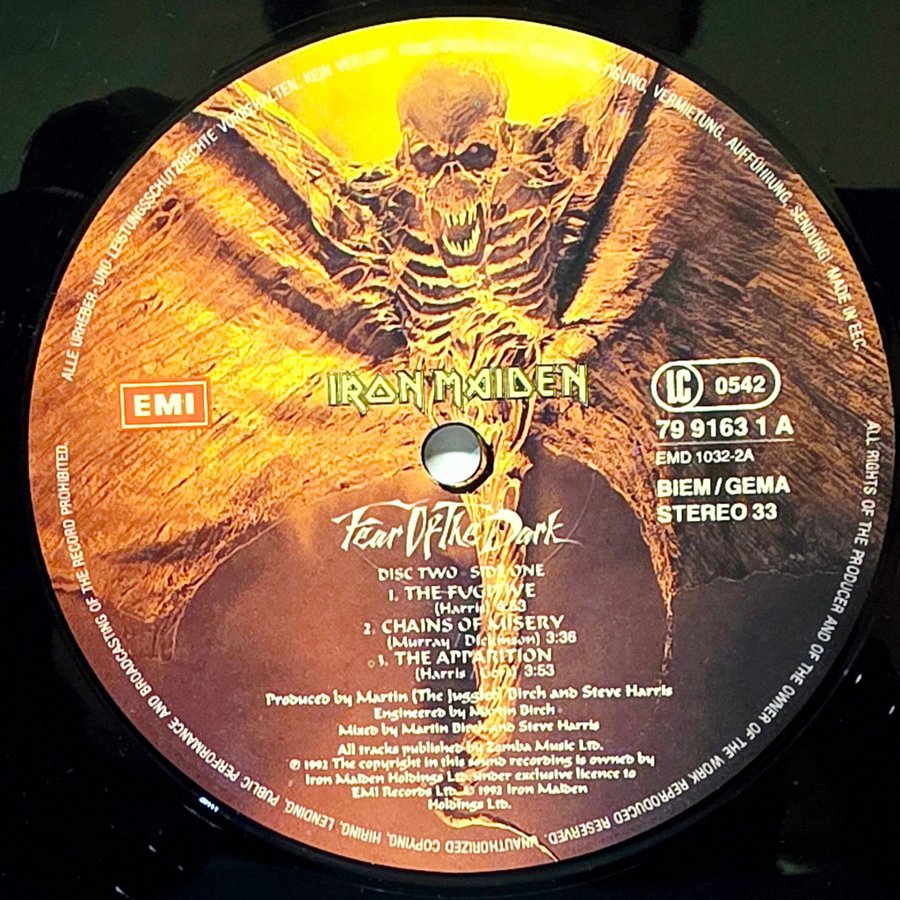 ALLE URHEBER- UND LEISTUNGSSCHUTZRECHTE VORBEHALTEN. KEIN VERLEIH, VERMIETUNG, AUFFÜHRUNG, SENDUNG! MADE IN EEC.
IRON MAIDEN
EMI
LC 0542
79 9163 1 A
EMD 1032-2A
BIEM/GEMA
STEREO 33
Fear Of The Dark
DISC TWO - SIDE ONE
1. THE FUGITIVE
(Harris) 4:53
2. CHAINS OF MISERY
(Murray / Dickinson) 3:36
3. THE APPARITION
(Harris / Gers) 3:53
Produced by Martin (The Juggler) Birch and Steve Harris
Engineered by Martin Birch
Mixed by Martin Birch and Steve Harris
All tracks published by Zomba Music Ltd.
℗ 1992 The copyright in this sound recording is owned by
Iron Maiden Holdings Ltd. under exclusive licence to
EMI Records Ltd. © 1992 Iron Maiden
Holdings Ltd.
ALL RIGHTS OF THE PRODUCER AND OF THE OWNER OF THE WORK REPRODUCED RESERVED. UNAUTHORIZED COPYING, HIRING, LENDING, PUBLIC PERFORMANCE AND BROADCASTING OF THE RECORD PROHIBITED.